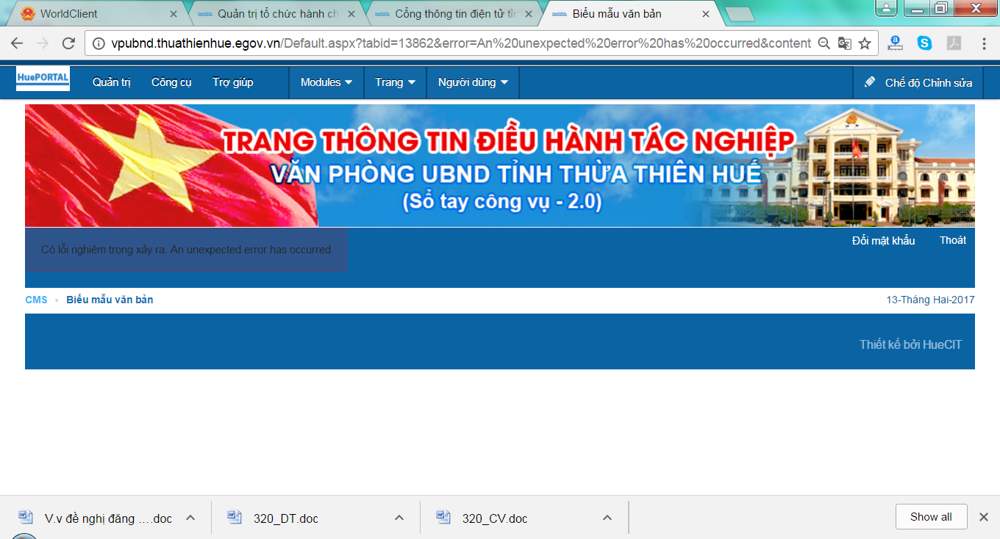 WorldClient
Quản trị tổ chức hành ch
Cổng thông tin điện tử tỉr
Biểu mẫu văn bản
vpubnd.thuathienhue.egov.vn/Default.aspx?tabid=13862&error=An%20unexpected%20error%20has%20occurred&content
HuePORTAL
Quản trị
Công cụ
Trợ giúp
Modules
Trang
Người dùng
Chế độ Chỉnh sửa
TRANG THÔNG TIN ĐIỀU HÀNH TÁC NGHIỆP
VĂN PHÒNG UBND TỈNH THỪA THIÊN HUẾ
(Sổ tay công vụ - 2.0)
Có lỗi nghiêm trọng xảy ra. An unexpected error has occurred
Đổi mật khẩu
Thoát
CMS › Biểu mẫu văn bản
13-Tháng Hai-2017
Thiết kế bởi HueCIT
V.v đề nghị đăng ....doc
320_DT.doc
320_CV.doc
Show all